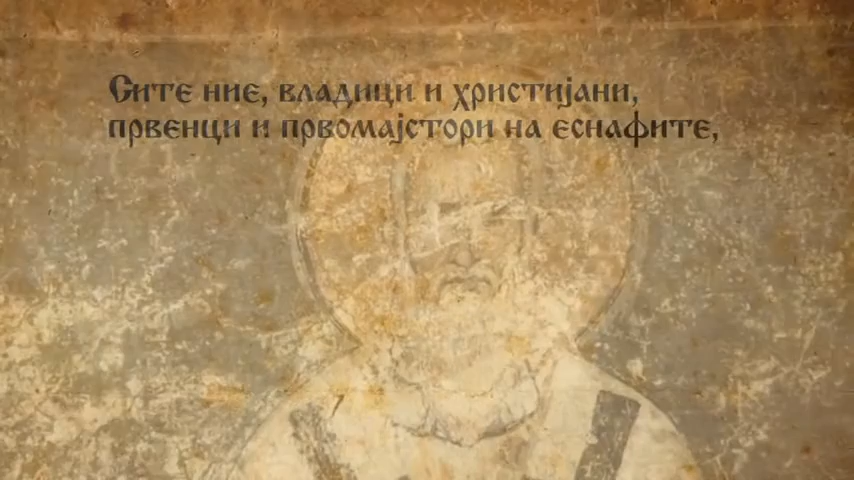 Сите ние, владици и христијани,
првенци и првомајстори на еснафите,